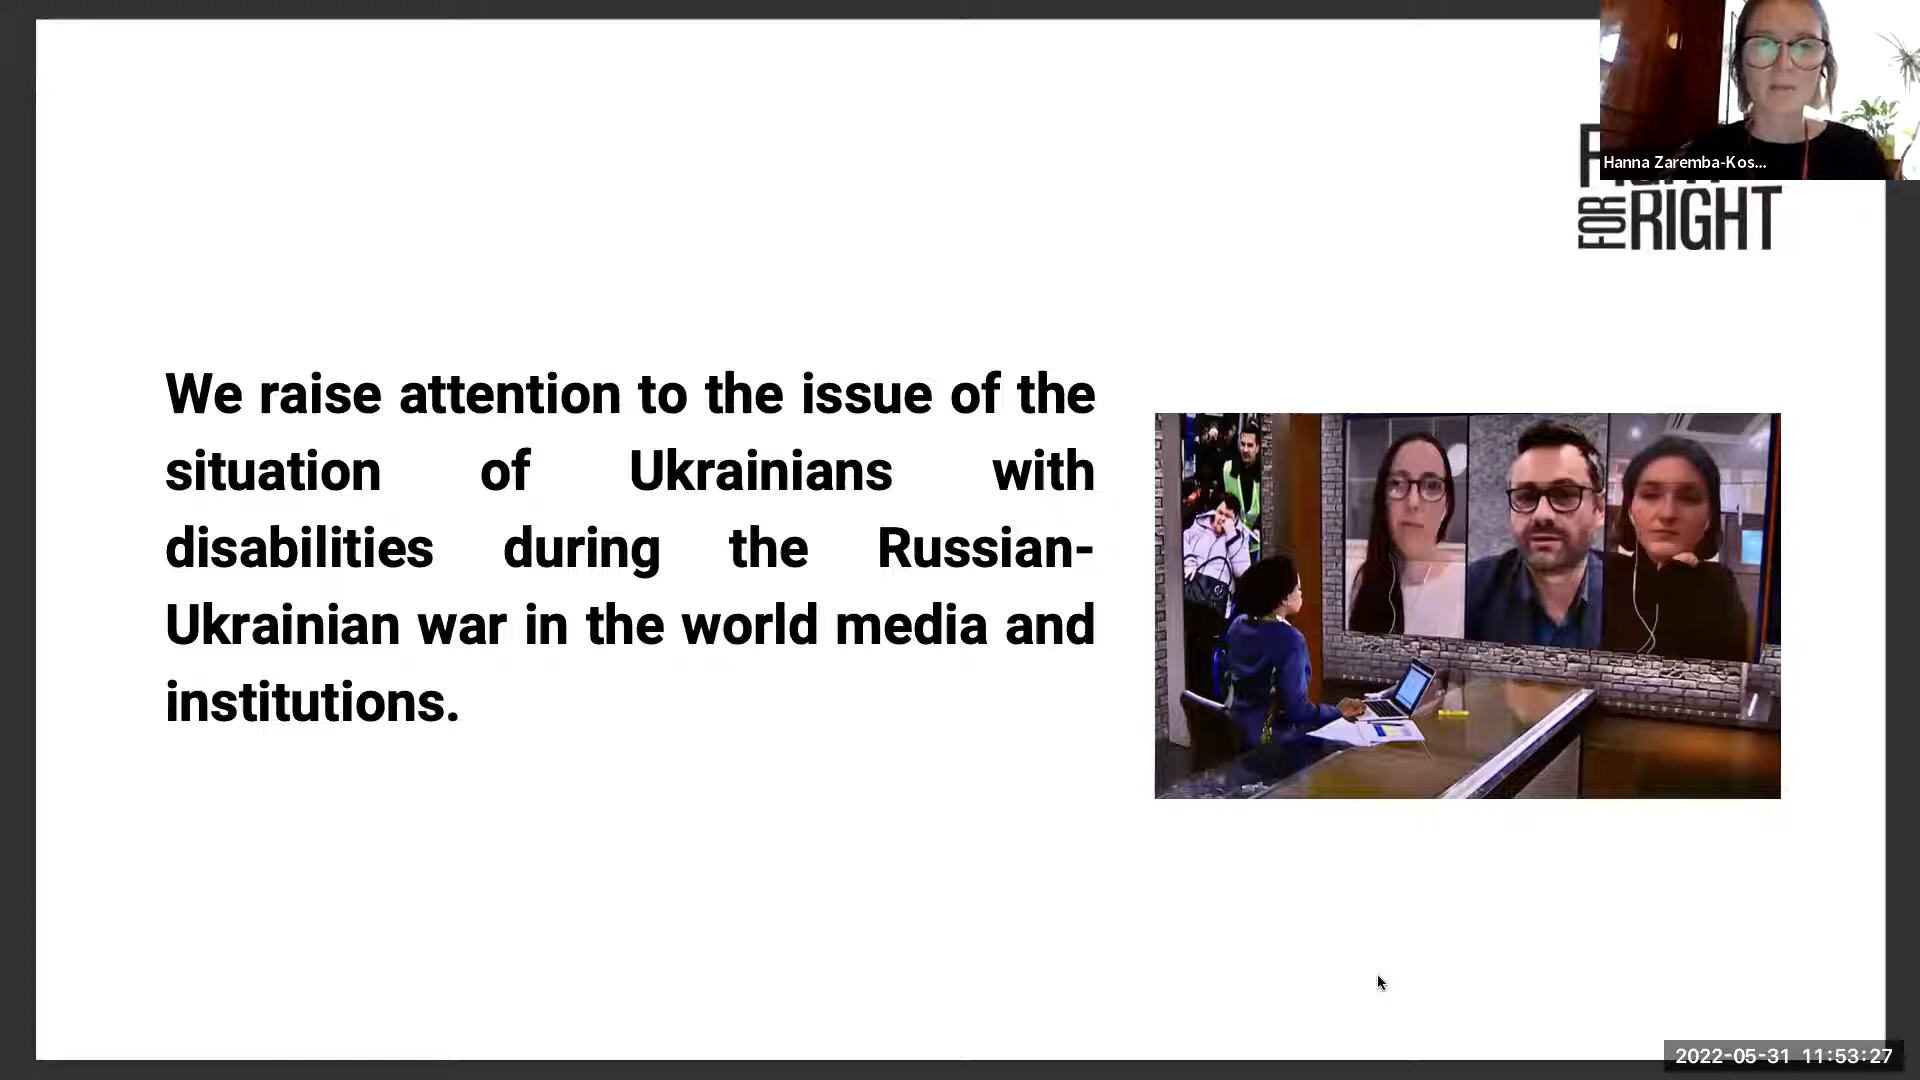 Hanna Zaremba-Kos...
FOR RIGHT
We raise attention to the issue of the
situation of Ukrainians with
disabilities during the Russian-
Ukrainian war in the world media and
institutions.
2022-05-31 11:53:27